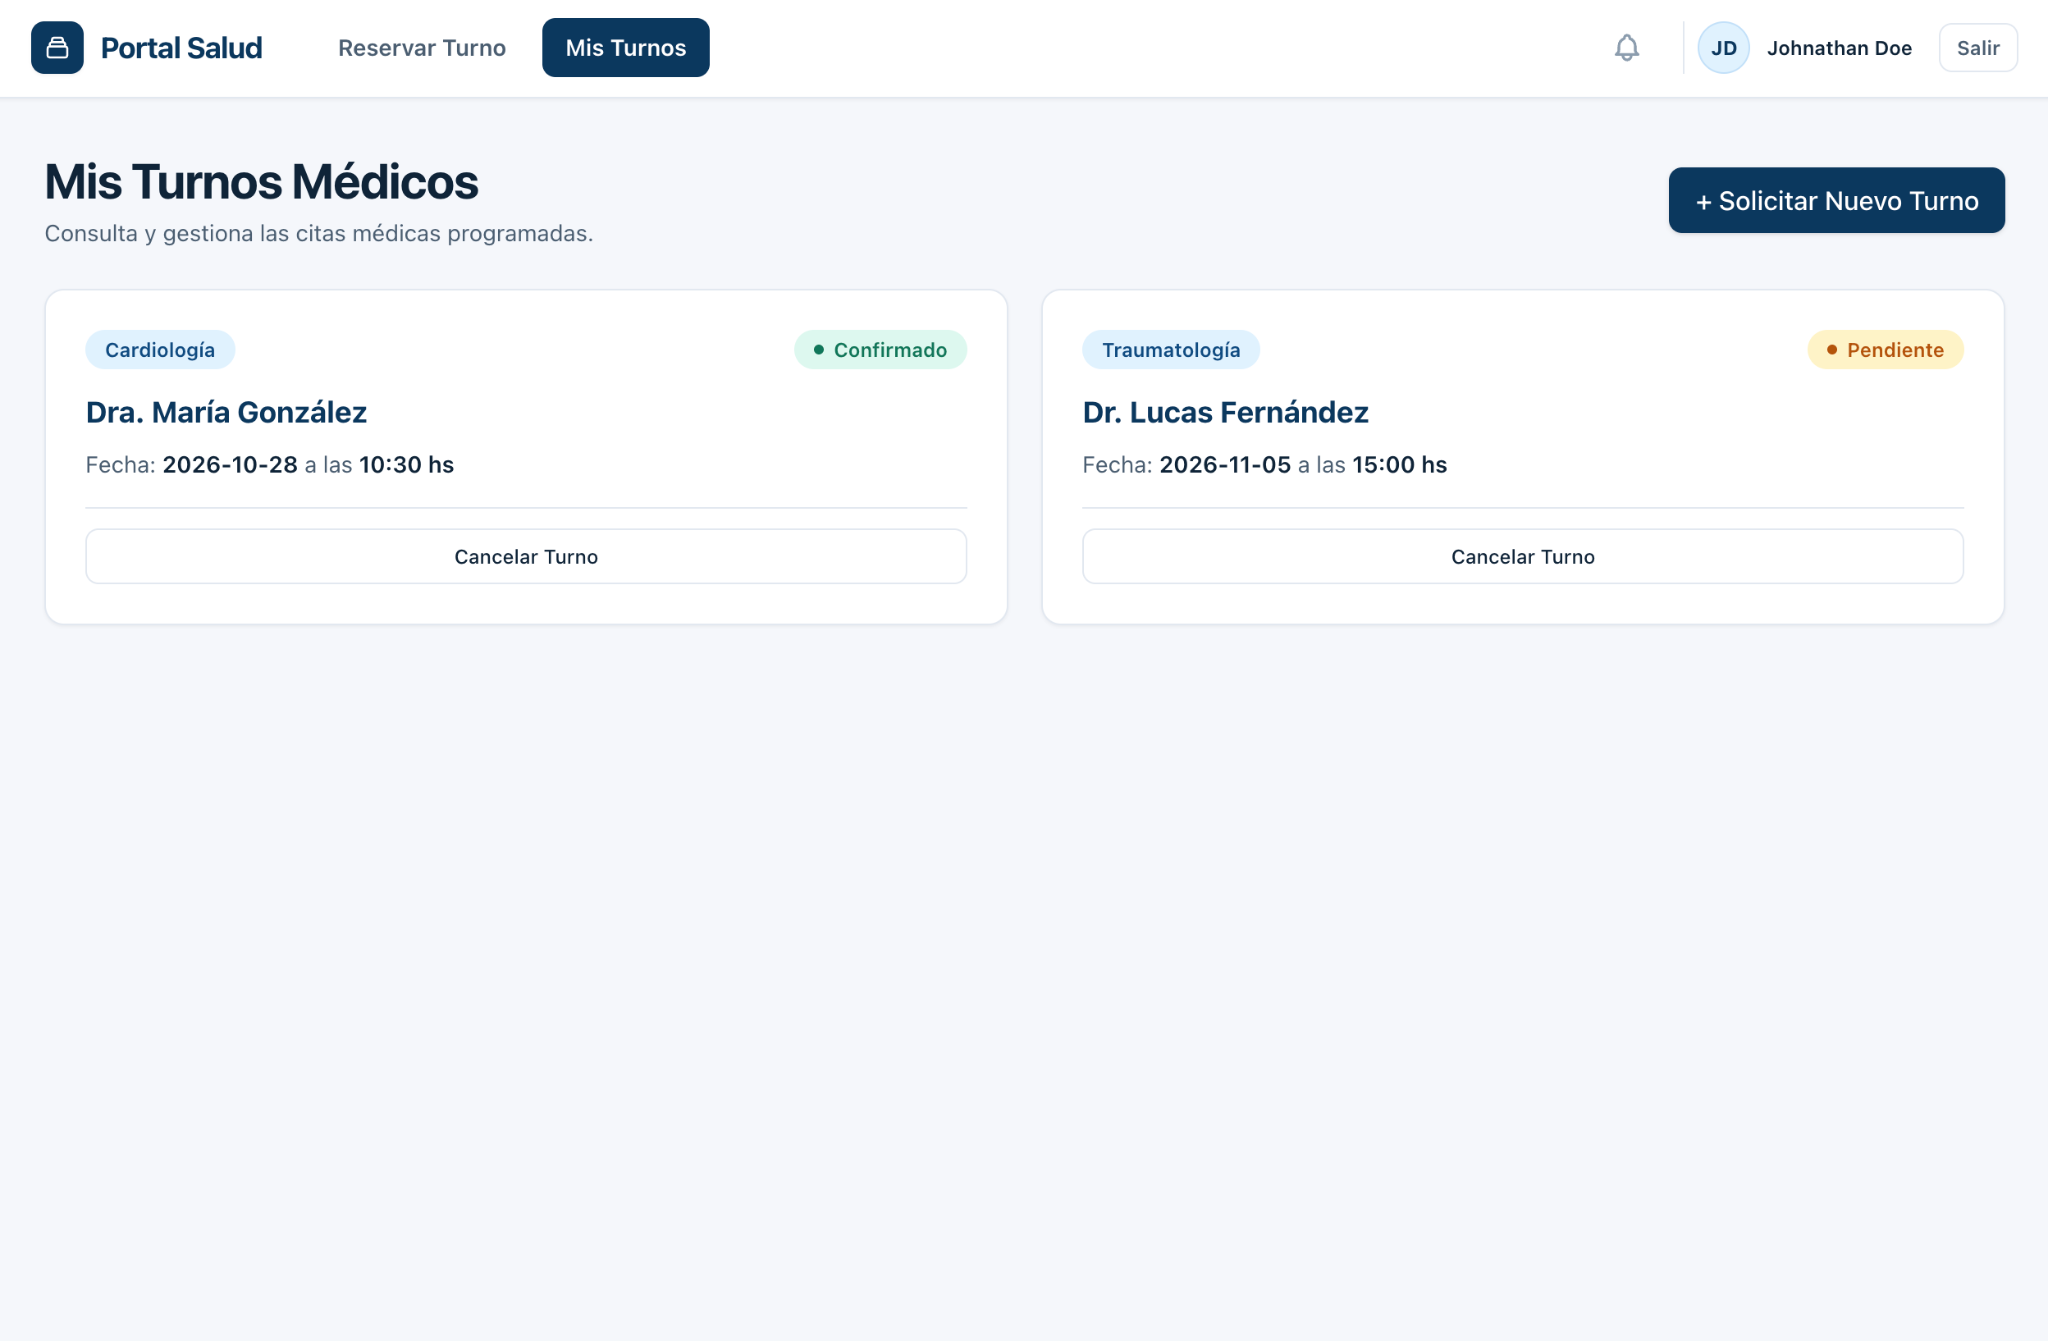 Portal Salud
Reservar Turno
Mis Turnos
JD
Johnathan Doe
Salir
Mis Turnos Médicos
Consulta y gestiona las citas médicas programadas.
+ Solicitar Nuevo Turno
Cardiología
Confirmado
Dra. María González
Fecha: 2026-10-28 a las 10:30 hs
Cancelar Turno
Traumatología
Pendiente
Dr. Lucas Fernández
Fecha: 2026-11-05 a las 15:00 hs
Cancelar Turno